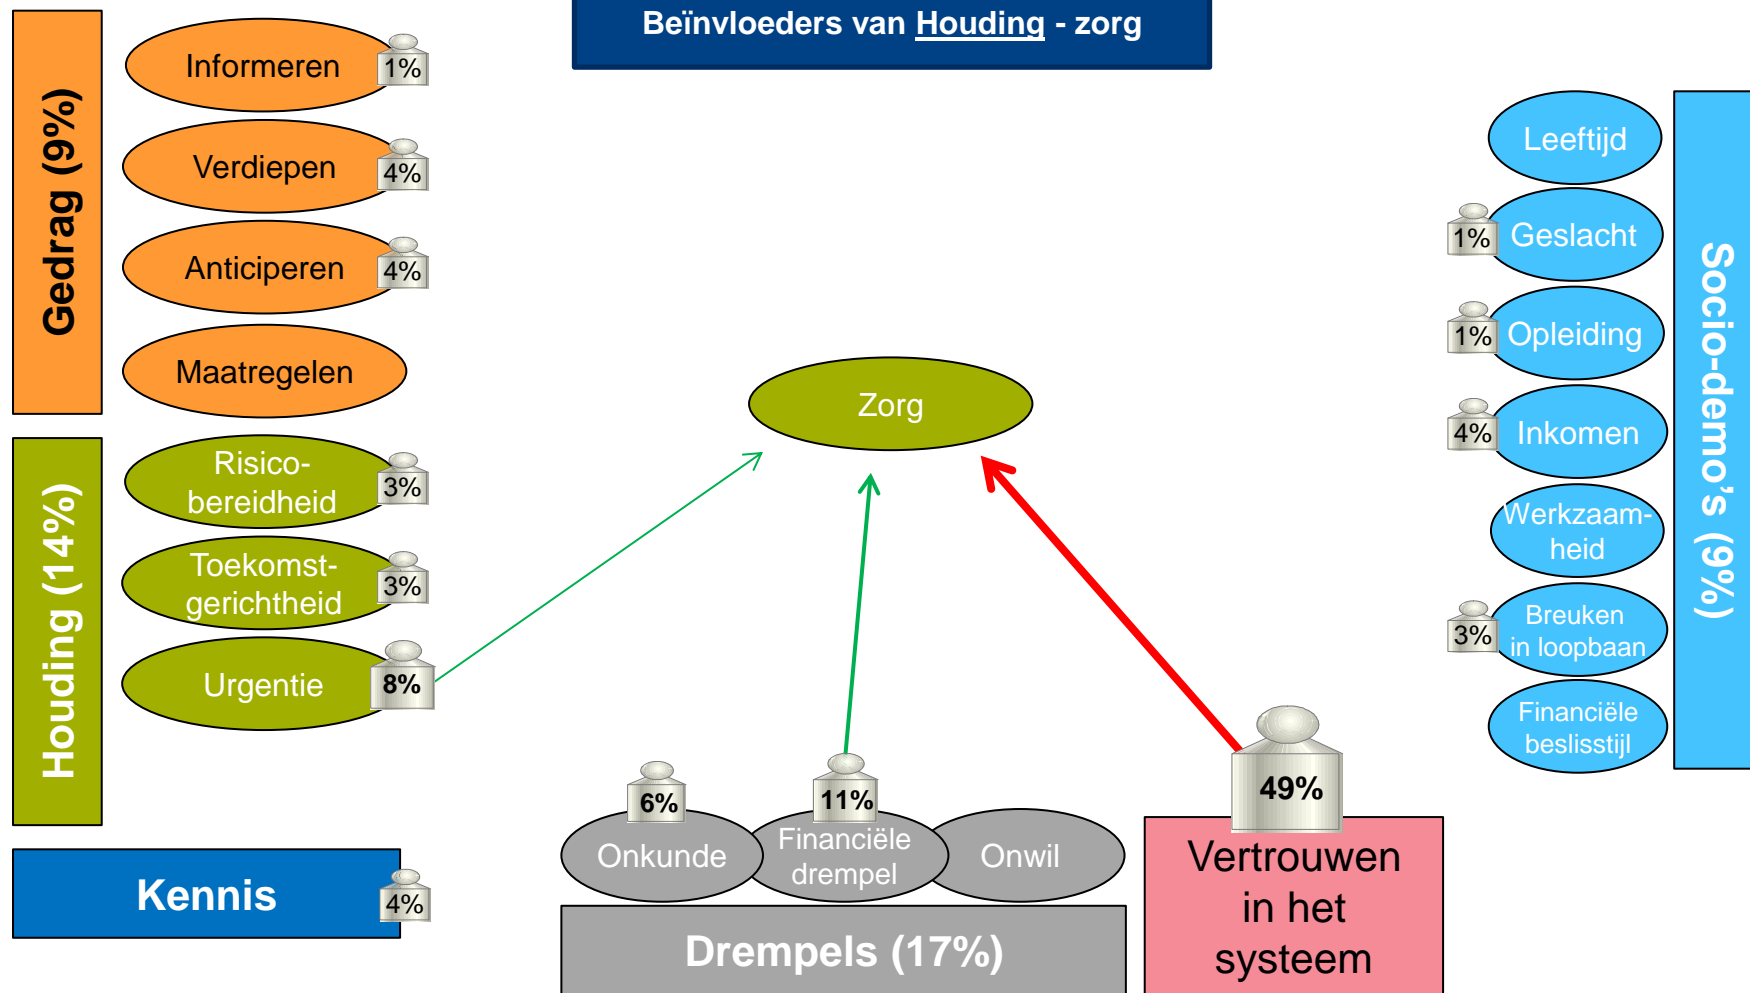 Beïnvloeders van Houding - zorg
Gedrag (9%)
Informeren
1%
Verdiepen
4%
Anticiperen
4%
Maatregelen
Houding (14%)
Risico-
bereidheid
3%
Toekomst-
gerichtheid
3%
Urgentie
8%
Kennis
4%
Zorg
6%
Onkunde
11%
Financiële
drempel
Onwil
Drempels (17%)
49%
Vertrouwen
in het
systeem
Leeftijd
1%
Geslacht
1%
Opleiding
4%
Inkomen
Werkzaam-
heid
3%
Breuken
in loopbaan
Financiële
beslisstijl
Socio-demo’s (9%)